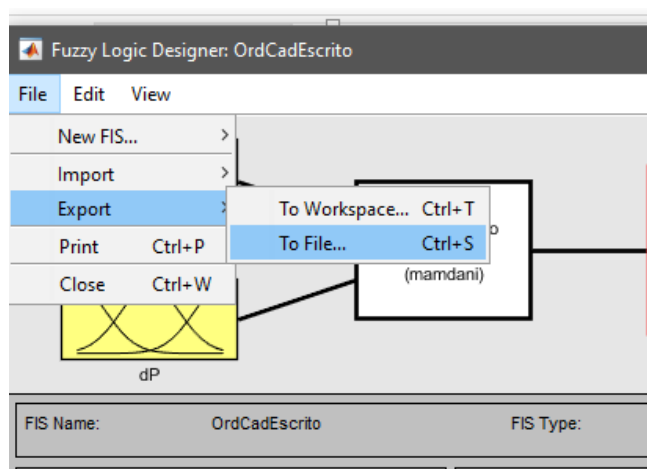 Fuzzy Logic Designer: OrdCadEscrito
File Edit View
New FIS... >
Import >
Export >
Print Ctrl+P
Close Ctrl+W
To Workspace... Ctrl+T
To File... Ctrl+S
(mamdani)
dP
FIS Name: OrdCadEscrito FIS Type: